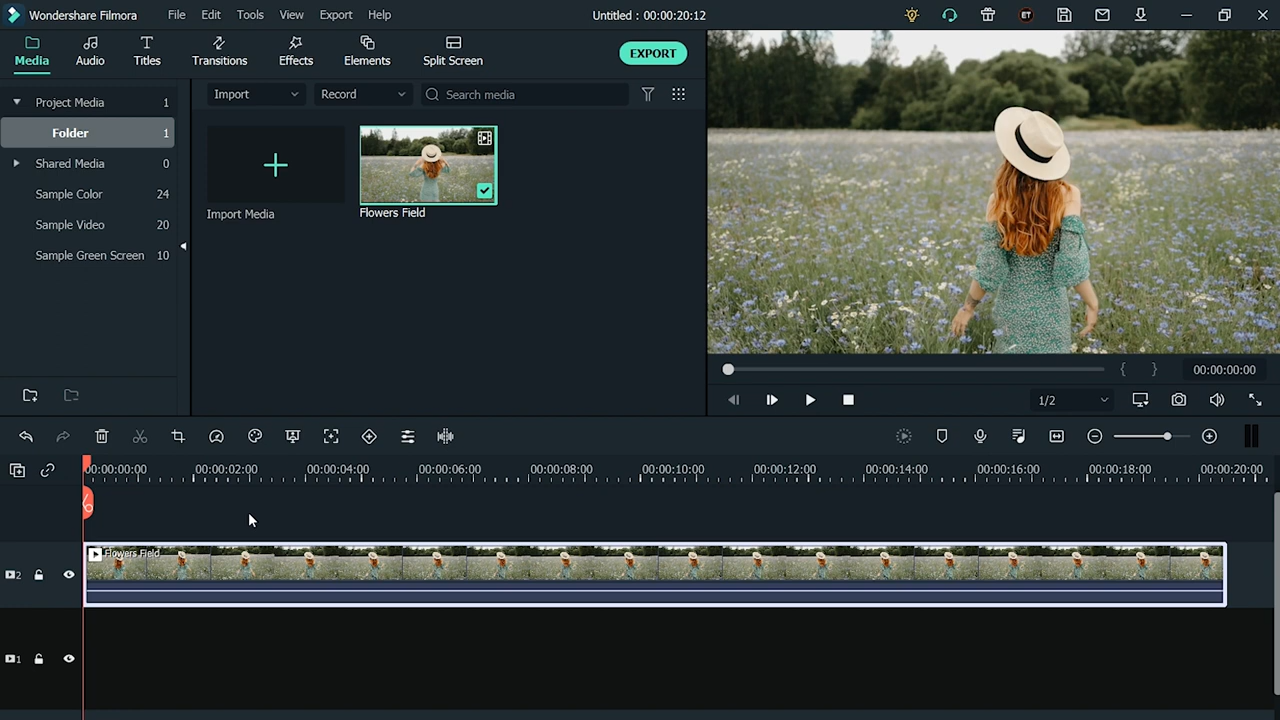 Wondershare Filmora File Edit Tools View Export Help Untitled : 00:00:20:12 ET
Media Audio Titles Transitions Effects Elements Split Screen EXPORT
Project Media 1
Folder 1
Shared Media 0
Sample Color 24
Sample Video 20
Sample Green Screen 10
Import Record Search media
Import Media
Flowers Field
{ } 00:00:00:00
1/2
00:00:00:00 00:00:02:00 00:00:04:00 00:00:06:00 00:00:08:00 00:00:10:00 00:00:12:00 00:00:14:00 00:00:16:00 00:00:18:00 00:00:20:00
Flowers Field
2
1